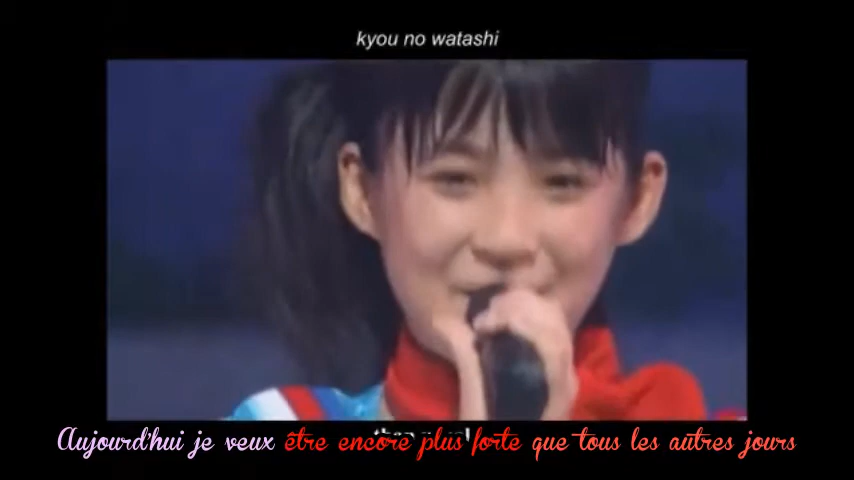 kyou no watashi
Aujourd'hui je veux être encore plus forte que tous les autres jours